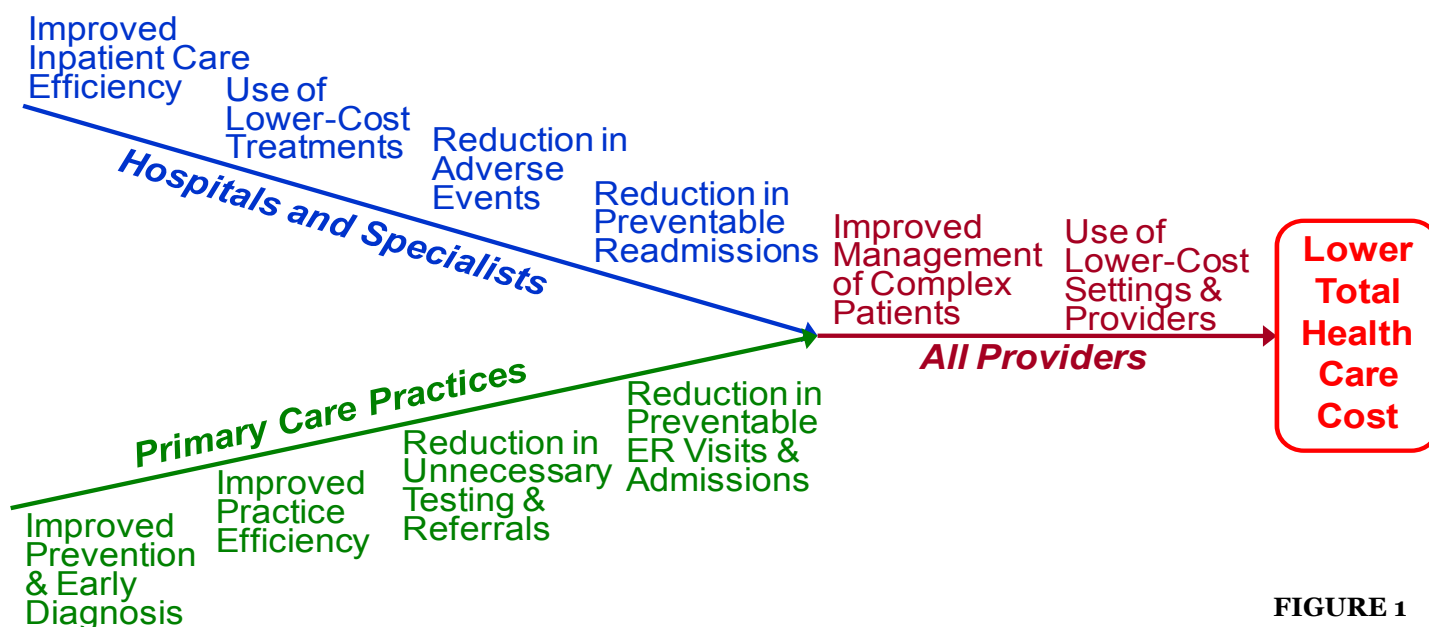 Improved
Inpatient Care
Efficiency
Use of
Lower-Cost
Treatments
Reduction in
Adverse
Events
Reduction in
Preventable
Readmissions
Hospitals and Specialists
Improved
Management
of Complex
Patients
Use of
Lower-Cost
Settings &
Providers
All Providers
Lower
Total
Health
Care
Cost
Primary Care Practices
Improved
Prevention
& Early
Diagnosis
Improved
Practice
Efficiency
Reduction in
Unnecessary
Testing &
Referrals
Reduction in
Preventable
ER Visits &
Admissions
FIGURE 1